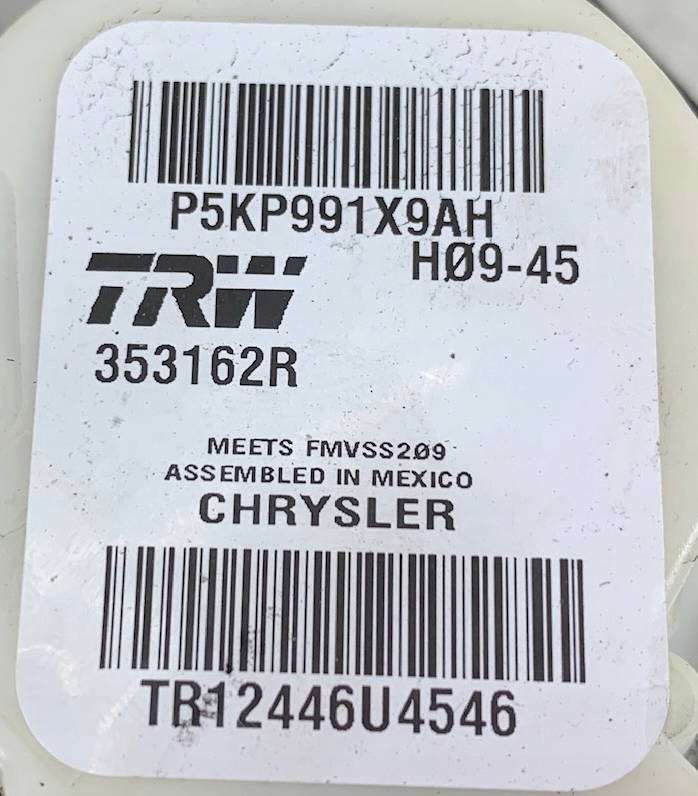 P5KP991X9AH
HØ9-45
TRW
353162R
MEETS FMVSS2Ø9
ASSEMBLED IN MEXICO
CHRYSLER
TR12446U4546